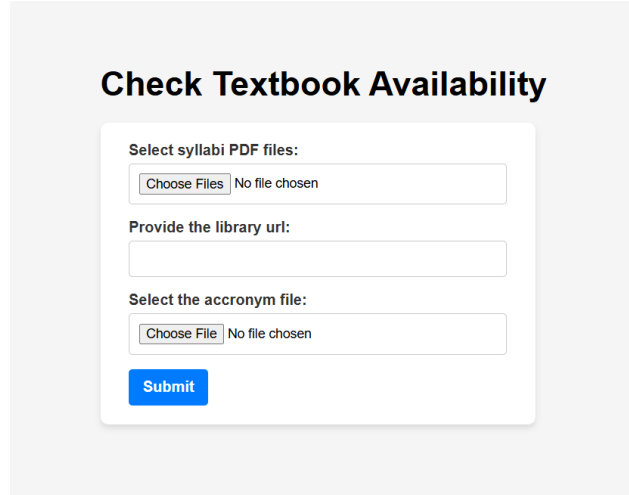 Check Textbook Availability
Select syllabi PDF files:
Choose Files No file chosen
Provide the library url:
Select the accronym file:
Choose File No file chosen
Submit